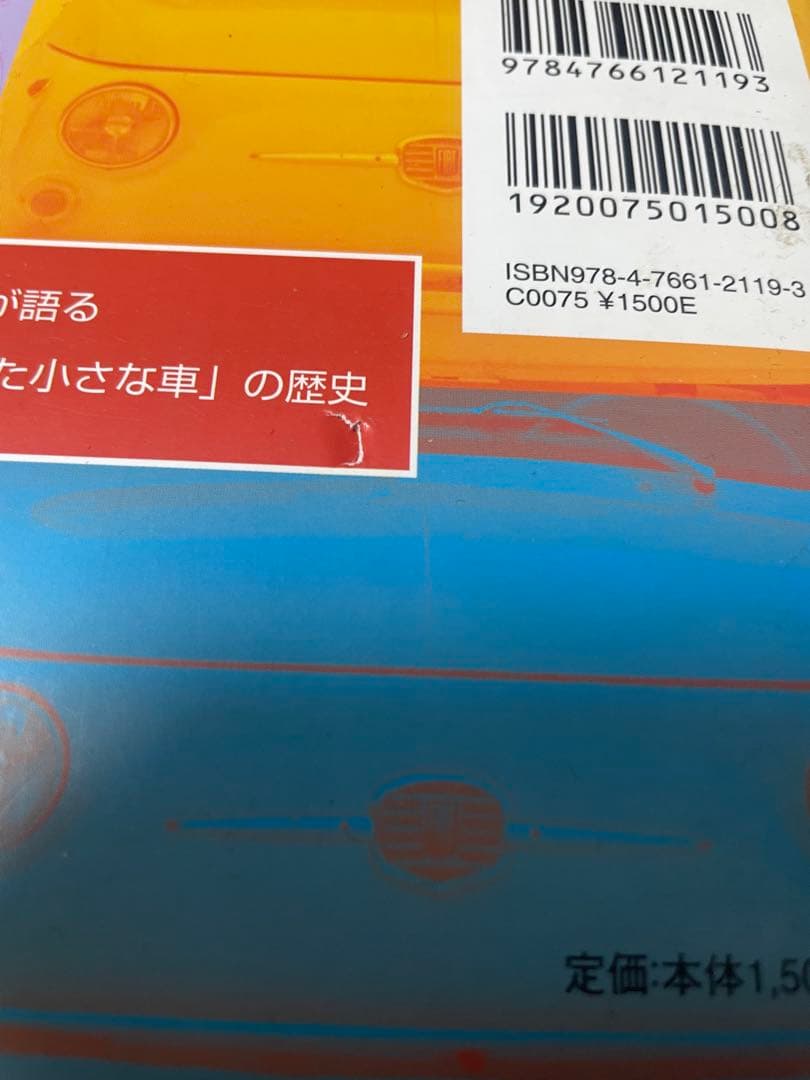 9784766121193
1920075015008
ISBN978-4-7661-2119-3
C0075 ¥1500E
が語る
た小さな車」の歴史
定価:本体1,50